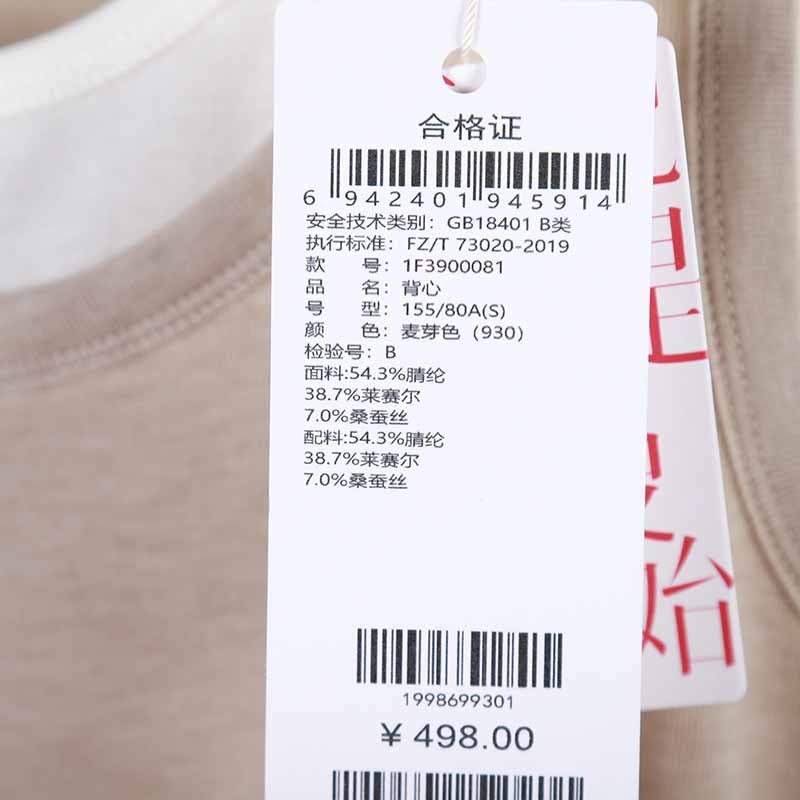 合格证
6 942401 945914
安全技术类别：GB18401 B类
执行标准：FZ/T 73020-2019
款 号：1F3900081
品 名：背心
号 型：155/80A(S)
颜 色：麦芽色（930）
检验号：B
面料:54.3%腈纶
38.7%莱赛尔
7.0%桑蚕丝
配料:54.3%腈纶
38.7%莱赛尔
7.0%桑蚕丝
1998699301
¥ 498.00
始